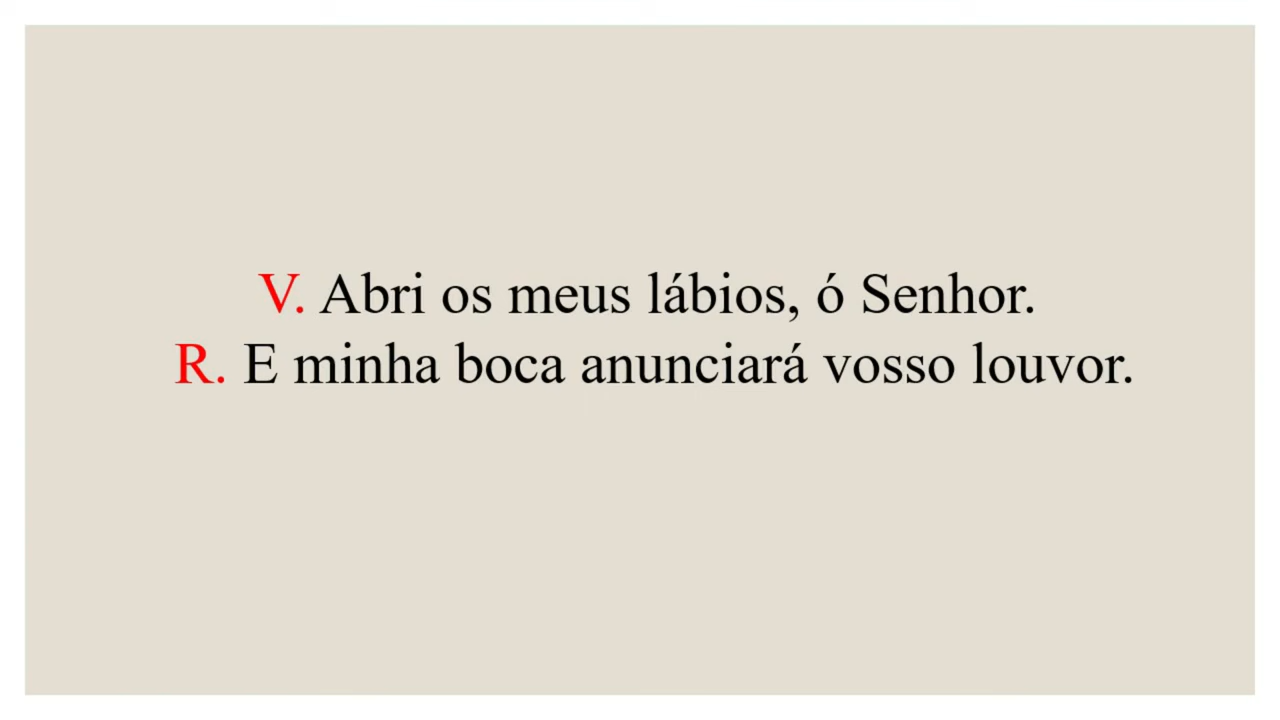 V. Abri os meus lábios, ó Senhor.
R. E minha boca anunciará vosso louvor.